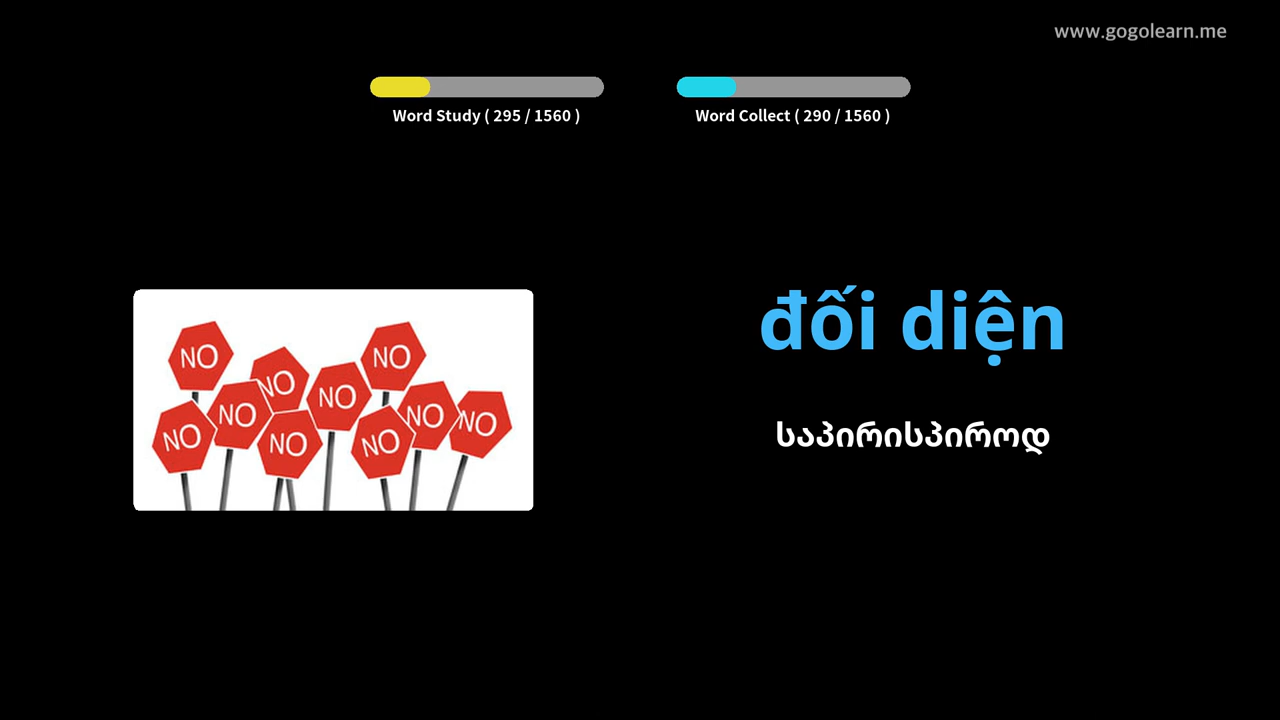 www.gogolearn.me
Word Study ( 295 / 1560 )
Word Collect ( 290 / 1560 )
đối diện
საპირისპიროდ
NO
NO
NO
NO
NO
NO
NO
NO
NO
NO